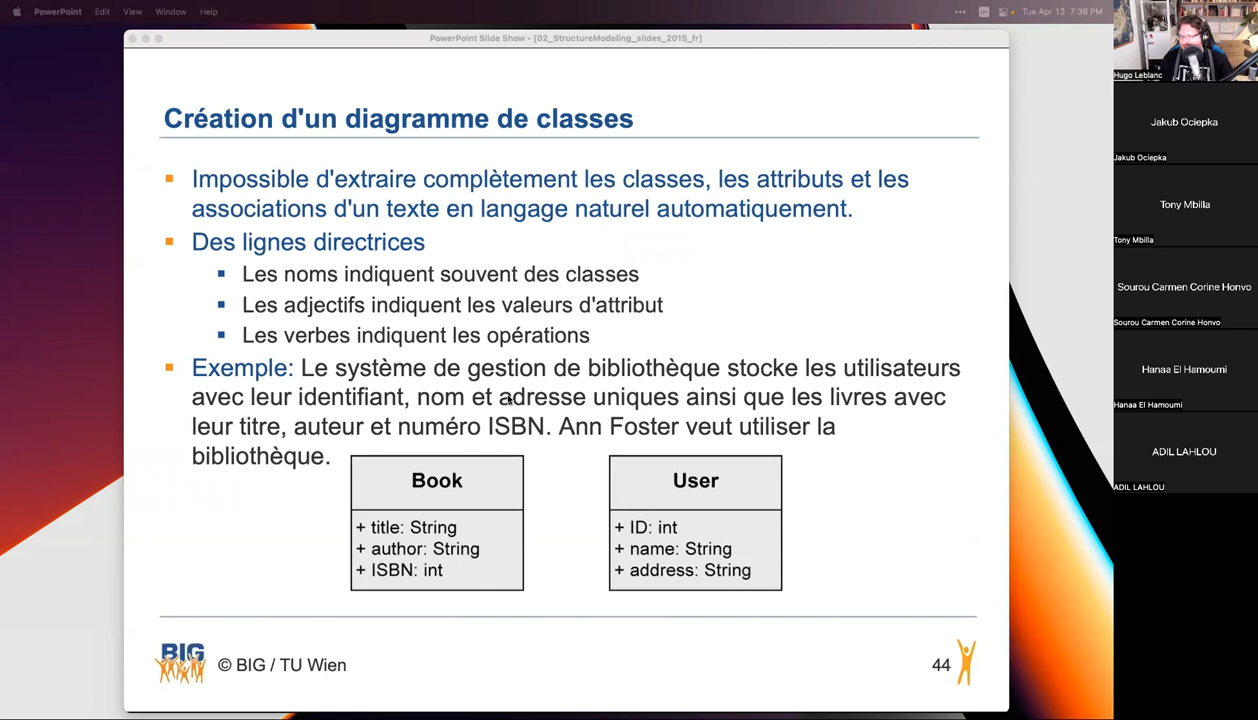 PowerPoint Edit View Window Help
Tue Apr 12 7:36 PM
PowerPoint Slide Show - [02_StructureModeling_slides_2015_fr]
Création d'un diagramme de classes
Impossible d'extraire complètement les classes, les attributs et les
associations d'un texte en langage naturel automatiquement.
Des lignes directrices
Les noms indiquent souvent des classes
Les adjectifs indiquent les valeurs d'attribut
Les verbes indiquent les opérations
Exemple: Le système de gestion de bibliothèque stocke les utilisateurs
avec leur identifiant, nom et adresse uniques ainsi que les livres avec
leur titre, auteur et numéro ISBN. Ann Foster veut utiliser la
bibliothèque.
Book
+ title: String
+ author: String
+ ISBN: int
User
+ ID: int
+ name: String
+ address: String
BIG
© BIG / TU Wien
44
Hugo Leblanc
Jakub Ociepka
Jakub Ociepka
Tony Mbilla
Tony Mbilla
Sourou Carmen Corine Honvo
Sourou Carmen Corine Honvo
Hanaa El Hamoumi
Hanaa El Hamoumi
ADIL LAHLOU
ADIL LAHLOU